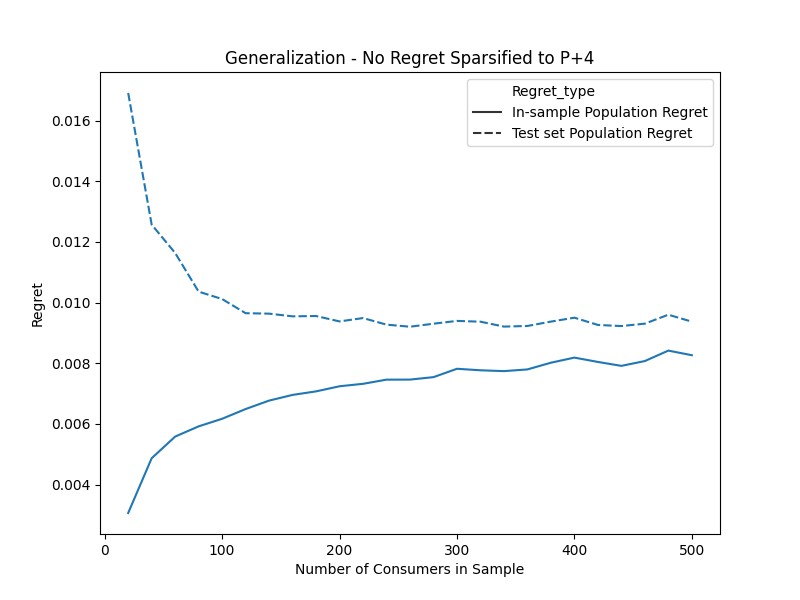 Generalization - No Regret Sparsified to P+4
Regret_type
In-sample Population Regret
Test set Population Regret
0.016
0.014
0.012
0.010
0.008
0.006
0.004
Regret
0
100
200
300
400
500
Number of Consumers in Sample